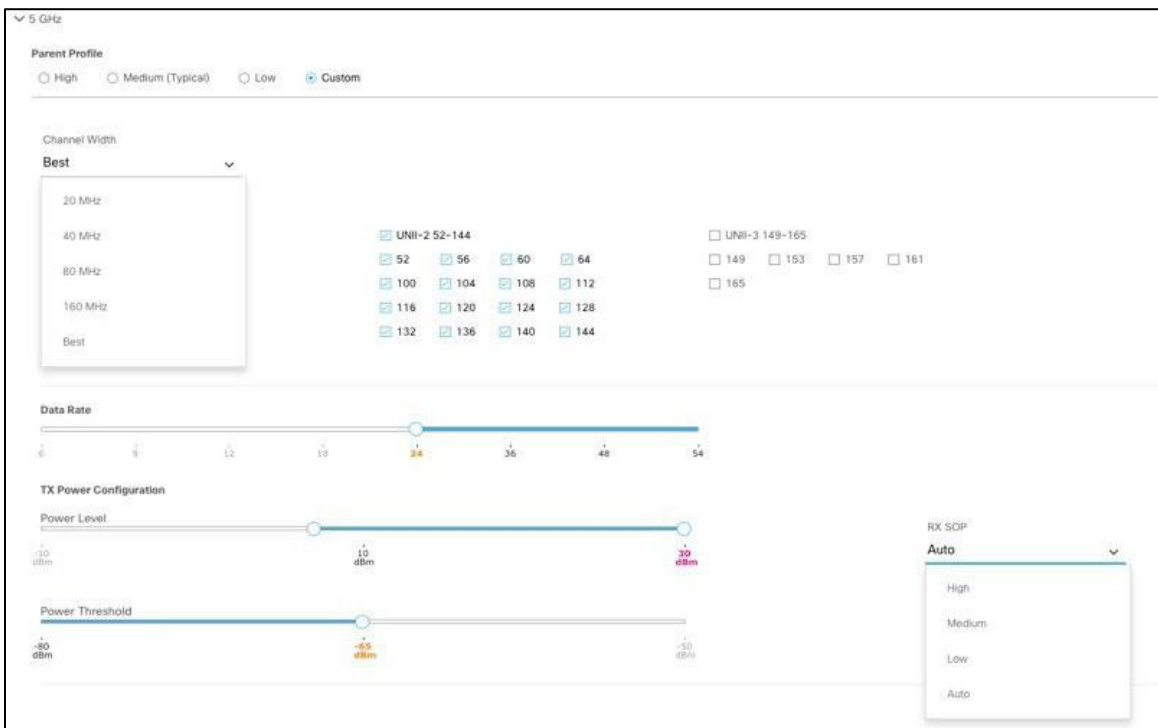 5 GHz
Parent Profile
High Medium (Typical) Low Custom
Channel Width
Best
20 MHz
40 MHz
80 MHz
160 MHz
Best
UNII-2 52-144
52 56 60 64
100 104 108 112
116 120 124 128
132 136 140 144
UNII-3 149-165
149 153 157 161
165
Data Rate
6 9 12 18 24 36 48 54
TX Power Configuration
Power Level
-10 10 30
dBm dBm dBm
Power Threshold
-80 -65 -50
dBm dBm dBm
RX SOP
Auto
High
Medium
Low
Auto